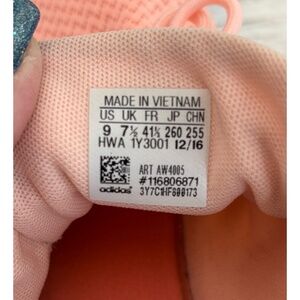 MADE IN VIETNAM
US UK FR JP CHN
9 7½ 41⅓ 260 255
HWA 1Y3001 12/16
ART AW4005
#116806871
adidas